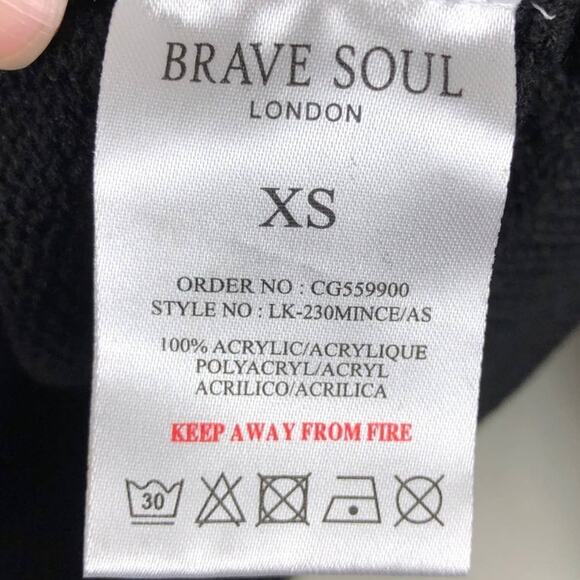 BRAVE SOUL
LONDON
XS
ORDER NO : CG559900
STYLE NO : LK-230MINCE/AS
100% ACRYLIC/ACRYLIQUE
POLYACRYL/ACRYL
ACRILICO/ACRILICA
KEEP AWAY FROM FIRE
30